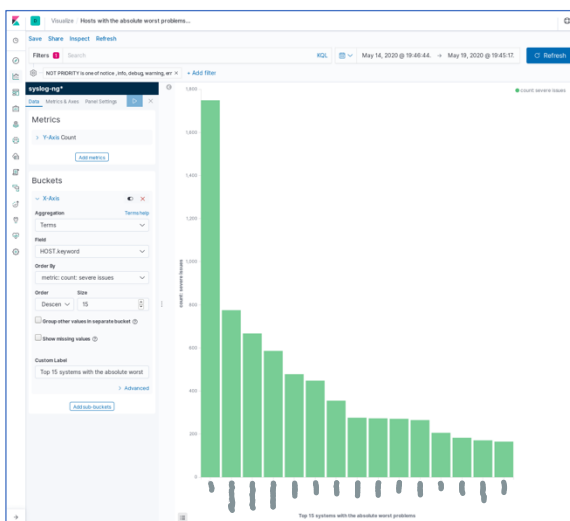 Visualize / Hosts with the absolute worst problems...
Save Share Inspect Refresh
Filters 1 Search KQL May 14, 2020 @ 19:46:44. → May 19, 2020 @ 19:45:17. Refresh
NOT PRIORITY is one of notice, info, debug, warning, err × + Add filter
syslog-ng*
Data Metrics & Axes Panel Settings
Metrics
Y-Axis Count
Add metrics
Buckets
X-Axis
Aggregation Terms help
Terms
Field
HOST.keyword
Order By
metric: count: severe issues
Order Size
Descen 15
Group other values in separate bucket
Show missing values
Custom Label
Top 15 systems with the absolute worst
Advanced
Add sub-buckets
count: severe issues
1,800
1,600
1,400
1,200
1,000
800
600
400
200
0
count: severe issues
Top 15 systems with the absolute worst problems